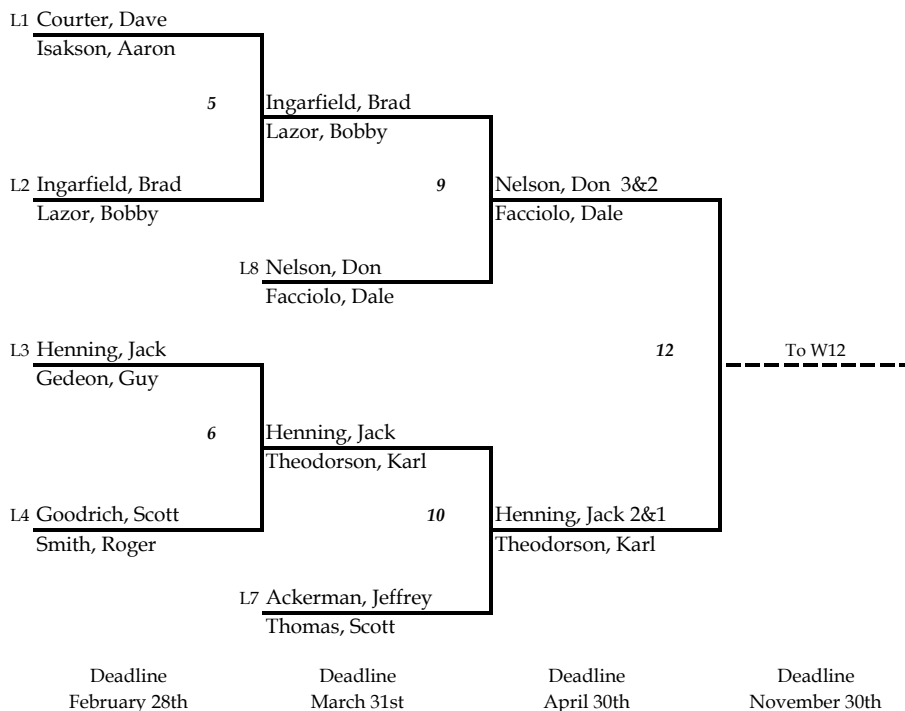 L1 Courter, Dave
Isakson, Aaron
5 Ingarfield, Brad
Lazor, Bobby
L2 Ingarfield, Brad
Lazor, Bobby
9 Nelson, Don 3&2
Facciolo, Dale
L8 Nelson, Don
Facciolo, Dale
L3 Henning, Jack
Gedeon, Guy
12 To W12
6 Henning, Jack
Theodorson, Karl
L4 Goodrich, Scott
Smith, Roger
10 Henning, Jack 2&1
Theodorson, Karl
L7 Ackerman, Jeffrey
Thomas, Scott
Deadline Deadline Deadline Deadline
February 28th March 31st April 30th November 30th